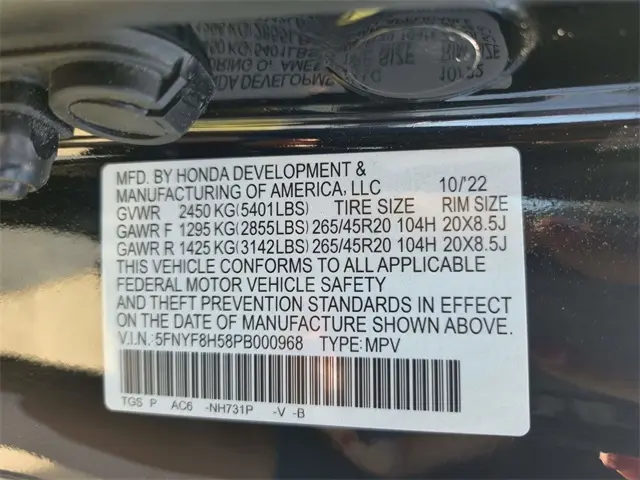 MFD. BY HONDA DEVELOPMENT &
MANUFACTURING OF AMERICA, LLC 10/'22
GVWR 2450 KG(5401LBS) TIRE SIZE RIM SIZE
GAWR F 1295 KG(2855LBS) 265/45R20 104H 20X8.5J
GAWR R 1425 KG(3142LBS) 265/45R20 104H 20X8.5J
THIS VEHICLE CONFORMS TO ALL APPLICABLE
FEDERAL MOTOR VEHICLE SAFETY
AND THEFT PREVENTION STANDARDS IN EFFECT
ON THE DATE OF MANUFACTURE SHOWN ABOVE.
V.I.N.:5FNYF8H58PB000968 TYPE:MPV
TGS P AC6 -NH731P -V -B